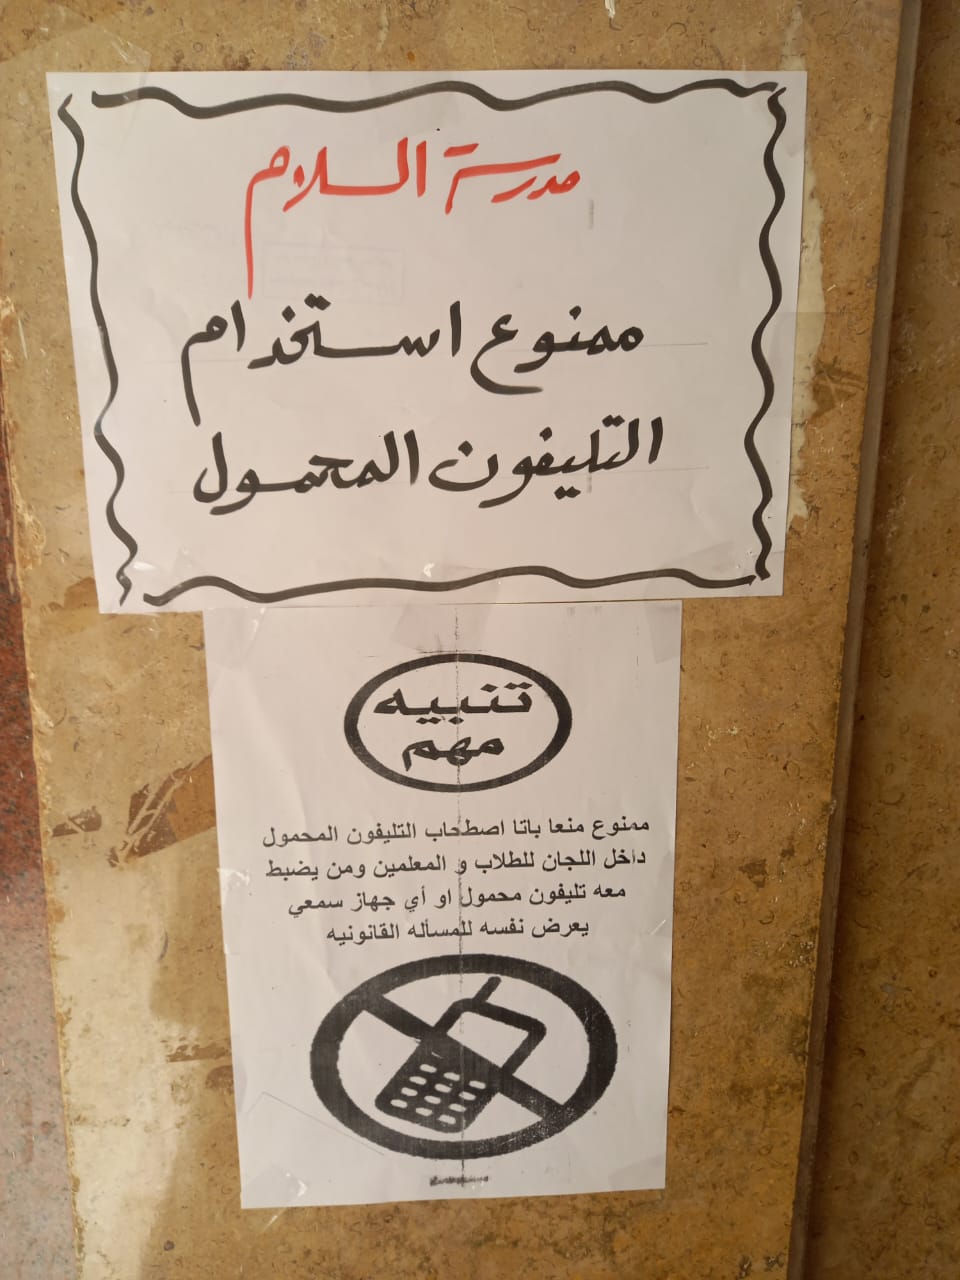 مدرسة السلام
ممنوع استخدام
التليفون المحمول
تنبيه
مهم
ممنوع منعا باتا اصطحاب التليفون المحمول
داخل اللجان للطلاب و المعلمين ومن يضبط
معه تليفون محمول او أي جهاز سمعي
يعرض نفسه للمسأله القانونيه